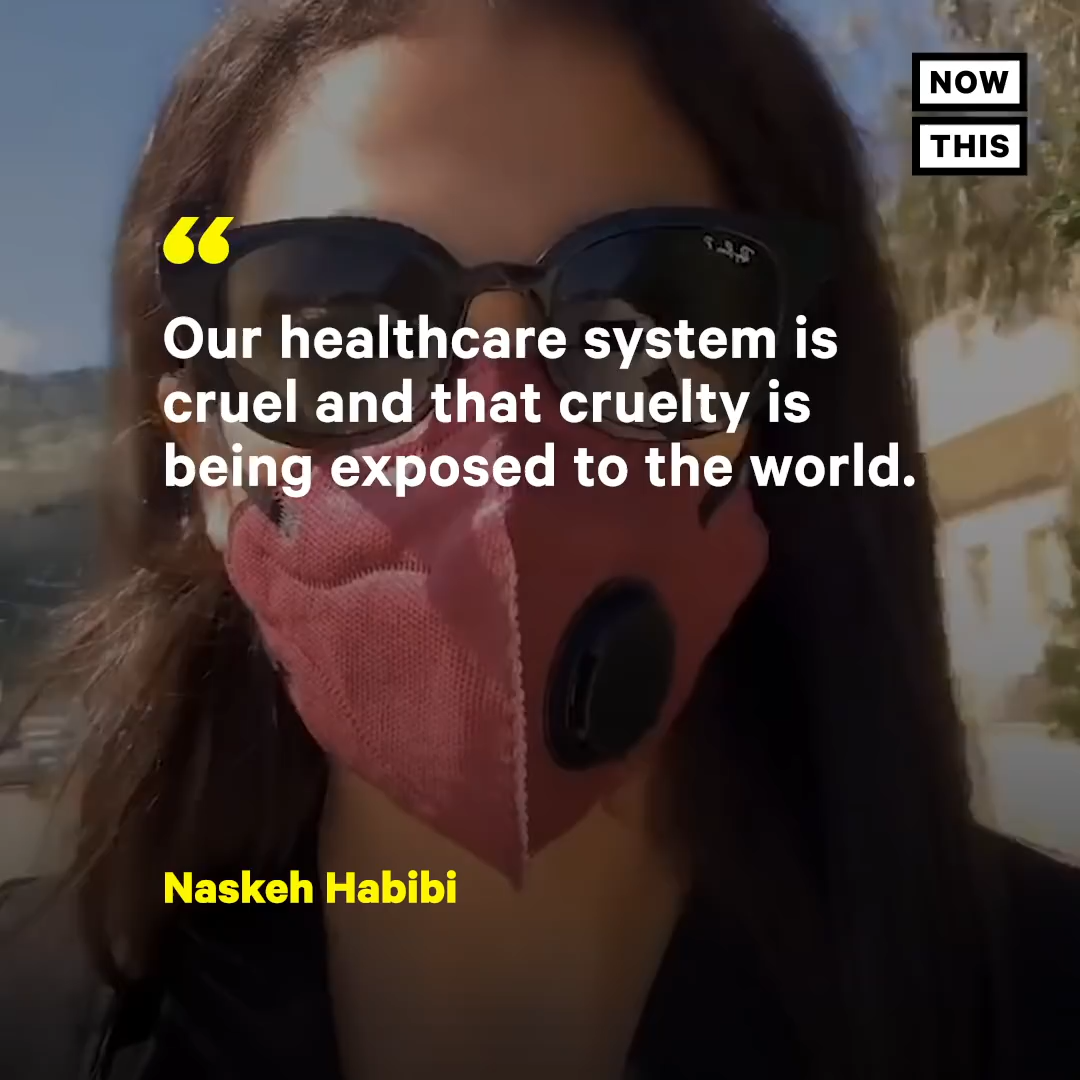 NOW
THIS
“
Our healthcare system is
cruel and that cruelty is
being exposed to the world.
Naskeh Habibi